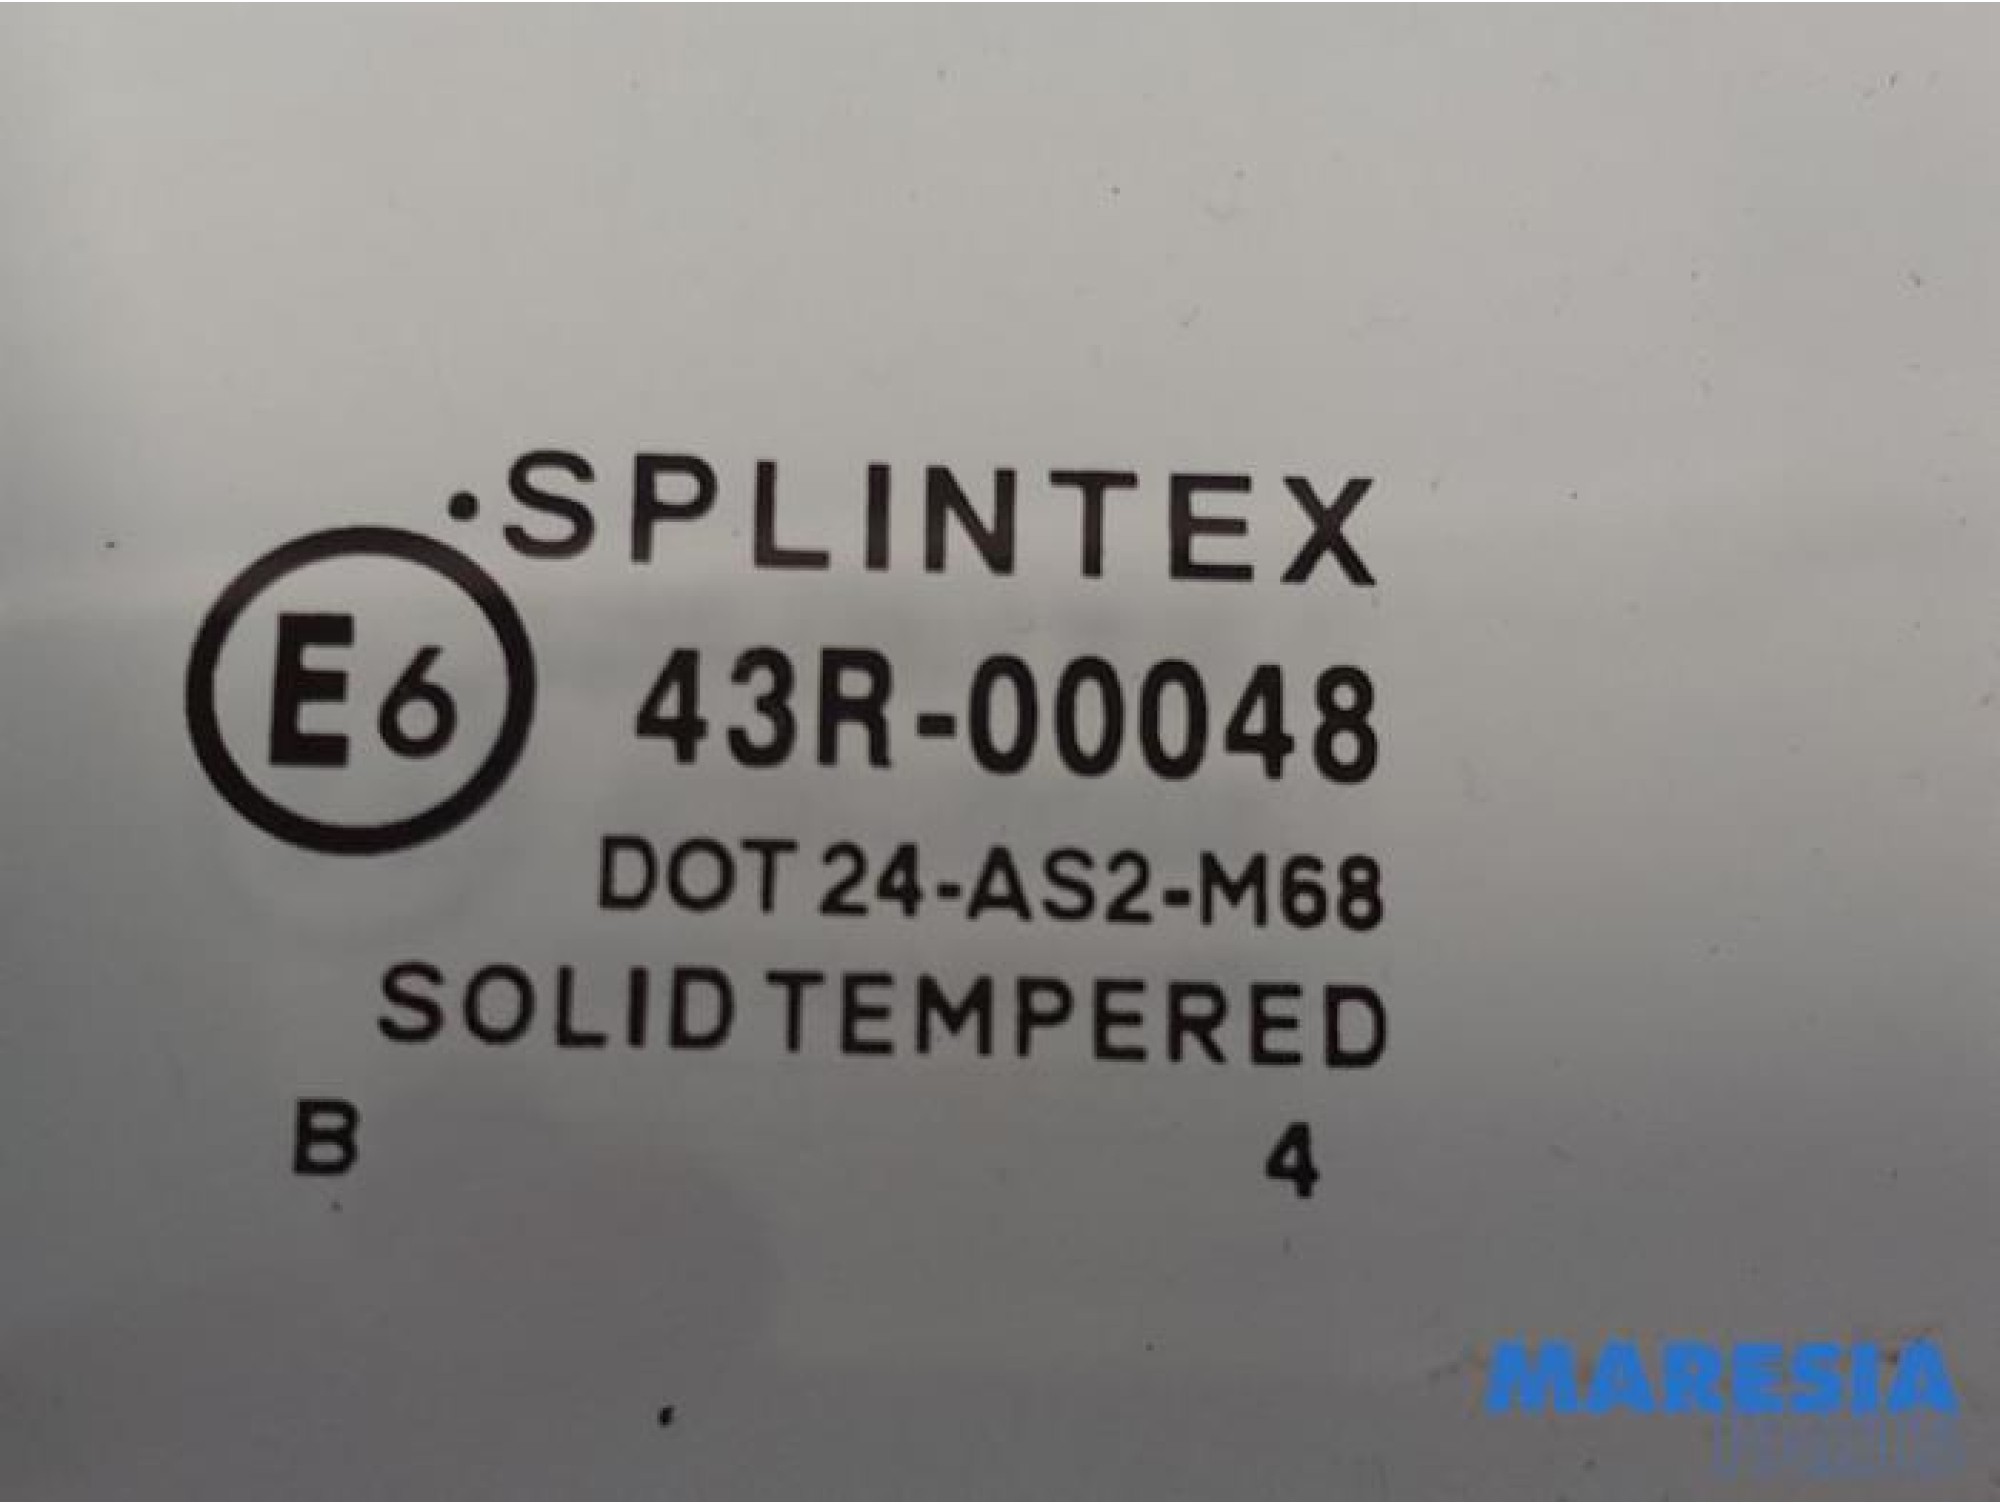 ·SPLINTEX
E6 43R-00048
DOT 24-AS2-M68
SOLID TEMPERED
B 4
MARESIA